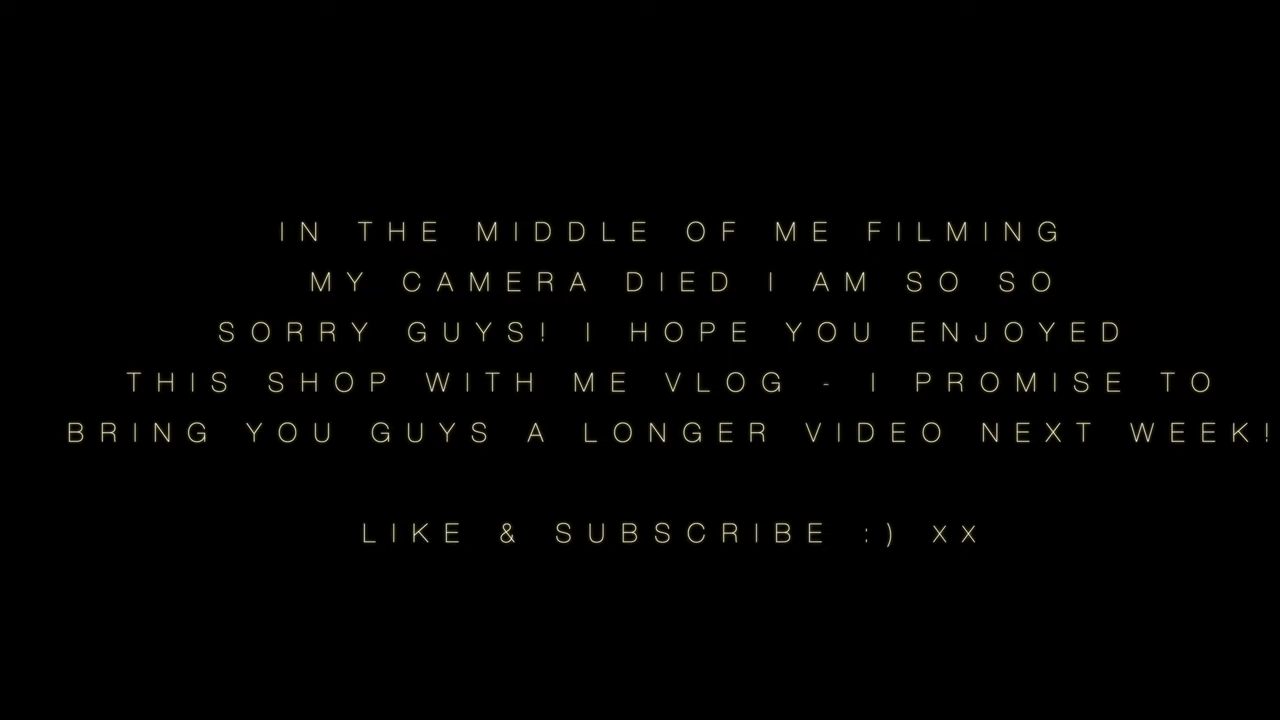 IN THE MIDDLE OF ME FILMING
MY CAMERA DIED I AM SO SO
SORRY GUYS! I HOPE YOU ENJOYED
THIS SHOP WITH ME VLOG - I PROMISE TO
BRING YOU GUYS A LONGER VIDEO NEXT WEEK!
LIKE & SUBSCRIBE :) XX